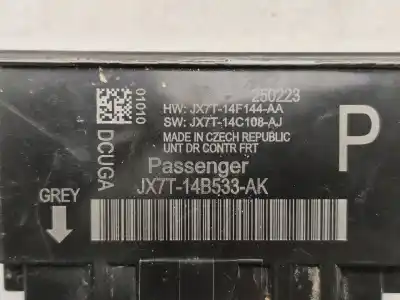 250223
HW: JX7T-14F144-AA
SW: JX7T-14C108-AJ
MADE IN CZECH REPUBLIC
UNT DR CONTR FRT
Passenger
JX7T-14B533-AK
P
01010
DCUGA
GREY